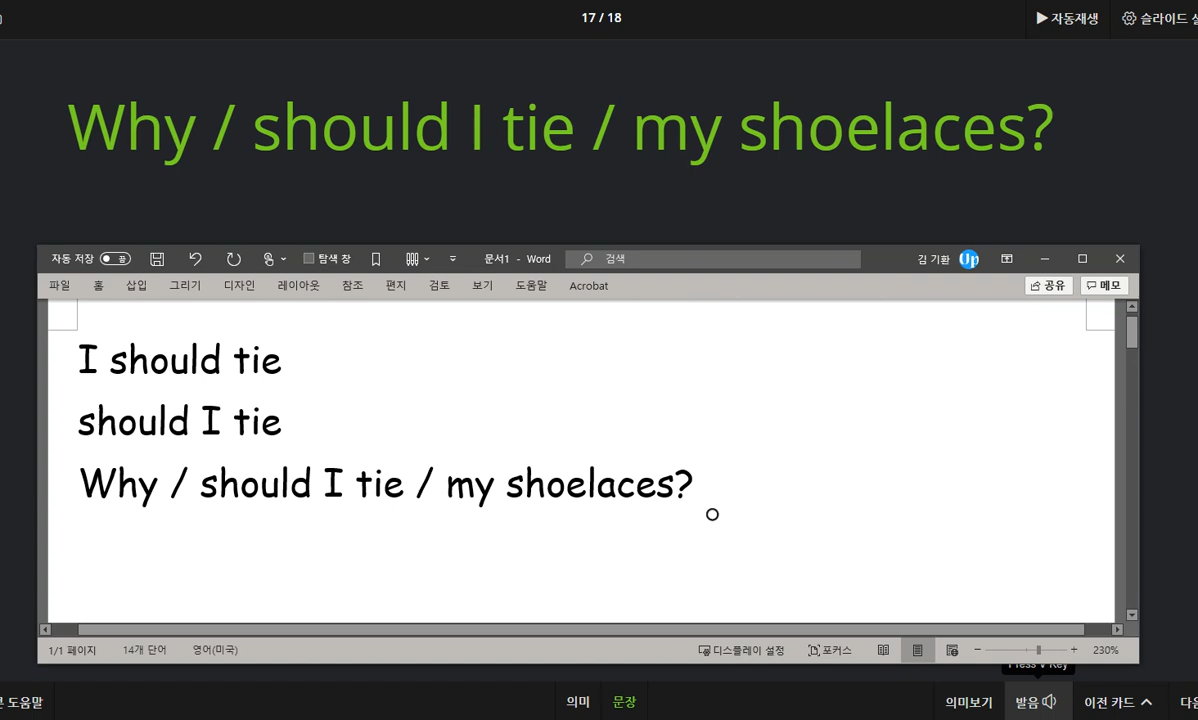 17 / 18
▶ 자동재생
슬라이드
Why / should I tie / my shoelaces?
자동 저장
끔
탐색 창
문서1 - Word
검색
김 기환
Up
파일 홈 삽입 그리기 디자인 레이아웃 참조 편지 검토 보기 도움말 Acrobat
공유
메모
I should tie
should I tie
Why / should I tie / my shoelaces?
1/1 페이지 14개 단어 영어(미국)
디스플레이 설정
포커스
230%
Press V Key
도움말
의미
문장
의미보기
발음
이전 카드